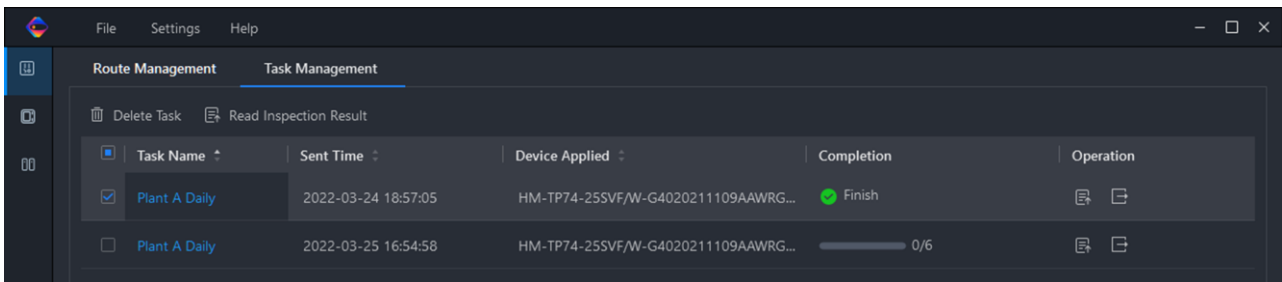 File Settings Help
Route Management Task Management
Delete Task Read Inspection Result
Task Name Sent Time Device Applied Completion Operation
Plant A Daily 2022-03-24 18:57:05 HM-TP74-25SVF/W-G4020211109AAWRG... Finish
Plant A Daily 2022-03-25 16:54:58 HM-TP74-25SVF/W-G4020211109AAWRG... 0/6